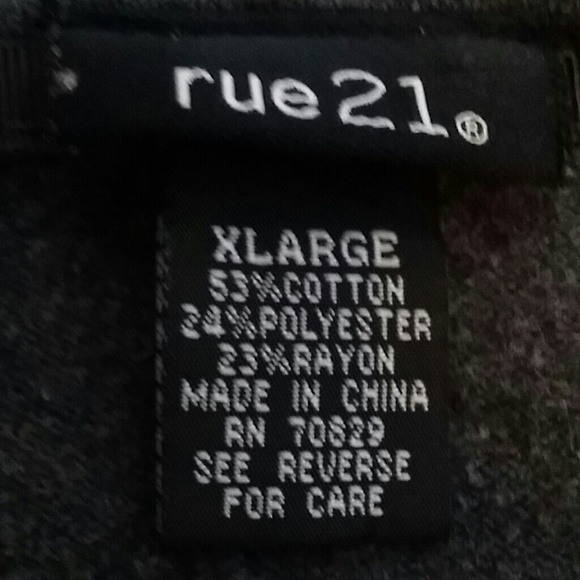 rue21®
XLARGE
53%COTTON
24%POLYESTER
23%RAYON
MADE IN CHINA
RN 70829
SEE REVERSE
FOR CARE